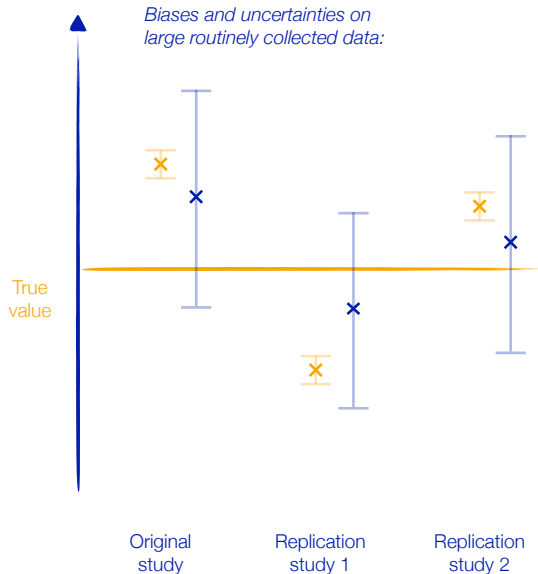 Biases and uncertainties on
large routinely collected data:
True
value
Original
study
Replication
study 1
Replication
study 2